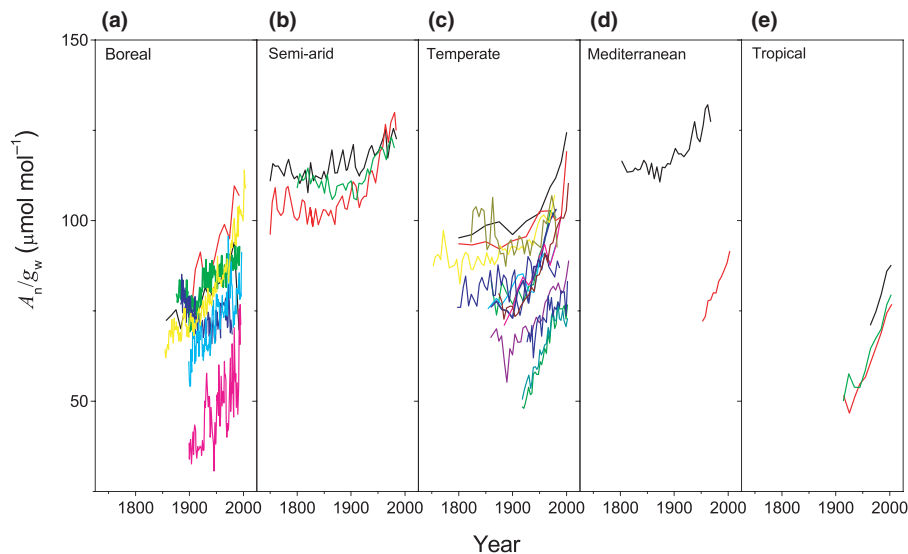 (a) (b) (c) (d) (e)
150
Boreal Semi-arid Temperate Mediterranean Tropical
100
50
Aₙ/g_w (μmol mol⁻¹)
1800 1900 2000 1800 1900 2000 1800 1900 2000 1800 1900 2000 1800 1900 2000
Year